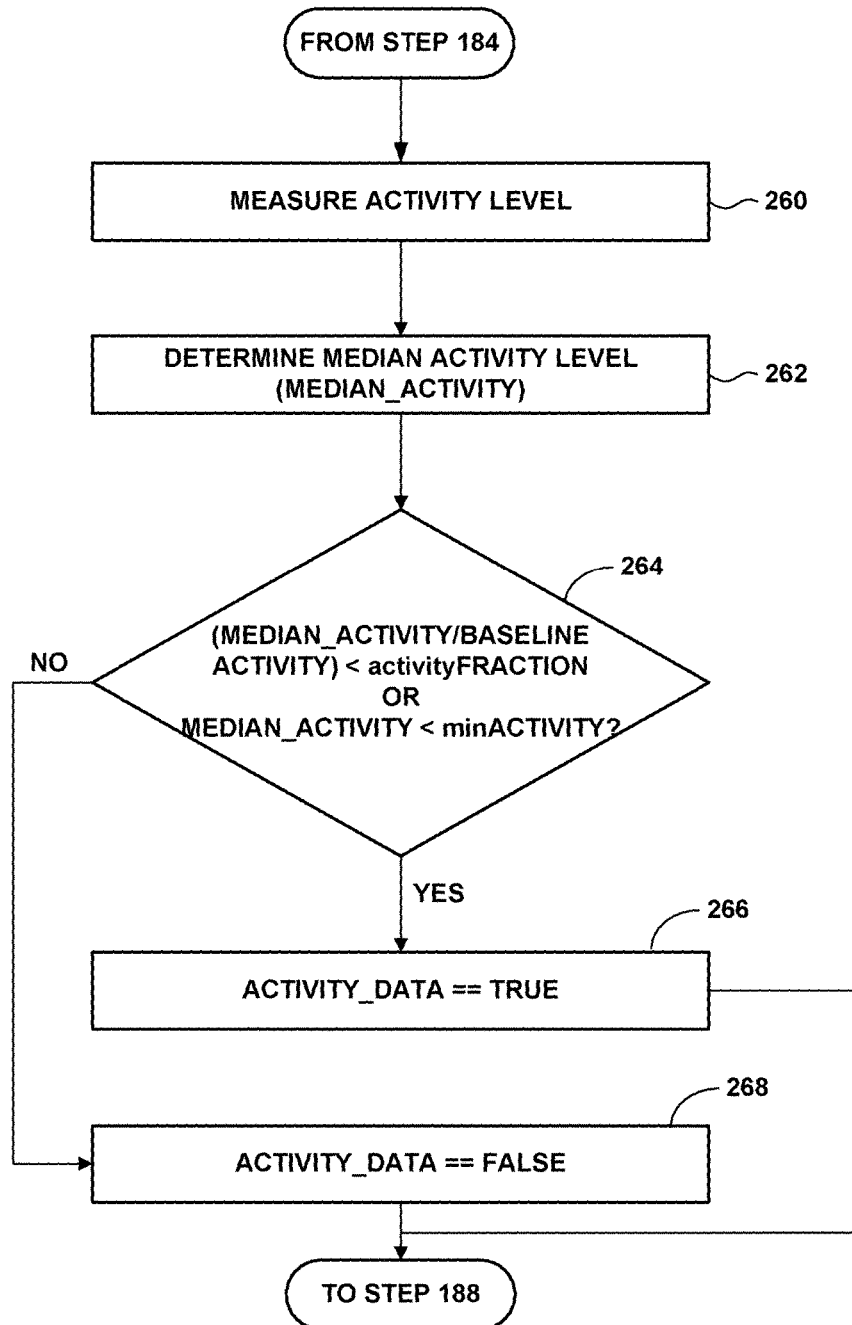 FROM STEP 184
MEASURE ACTIVITY LEVEL
260
DETERMINE MEDIAN ACTIVITY LEVEL
(MEDIAN_ACTIVITY)
262
264
(MEDIAN_ACTIVITY/BASELINE
ACTIVITY) < activityFRACTION
OR
MEDIAN_ACTIVITY < minACTIVITY?
NO
YES
266
ACTIVITY_DATA == TRUE
268
ACTIVITY_DATA == FALSE
TO STEP 188